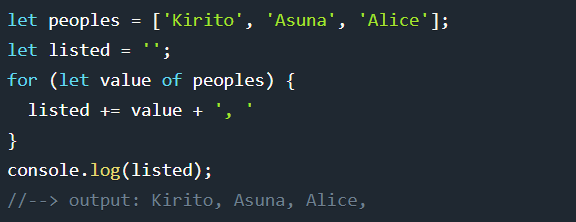 let peoples = ['Kirito', 'Asuna', 'Alice'];
let listed = '';
for (let value of peoples) {
  listed += value + ', '
}
console.log(listed);
//--> output: Kirito, Asuna, Alice,